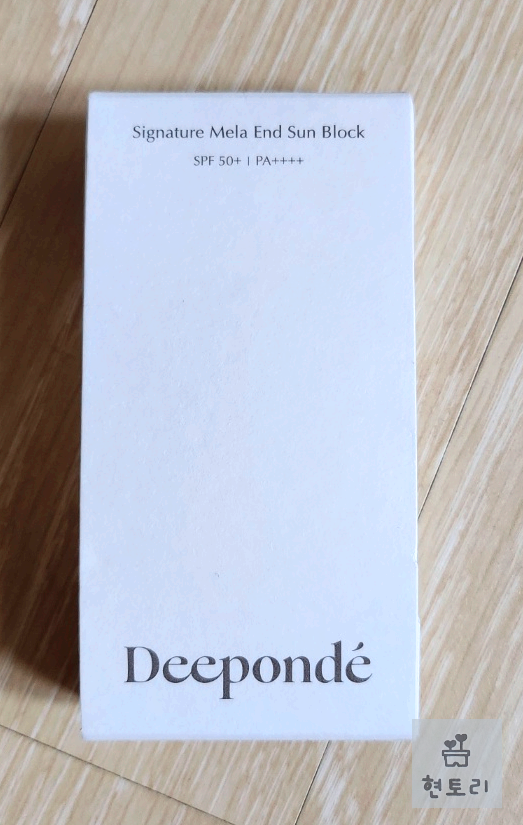 Signature Mela End Sun Block
SPF 50+ | PA++++
Deepondé
현토리